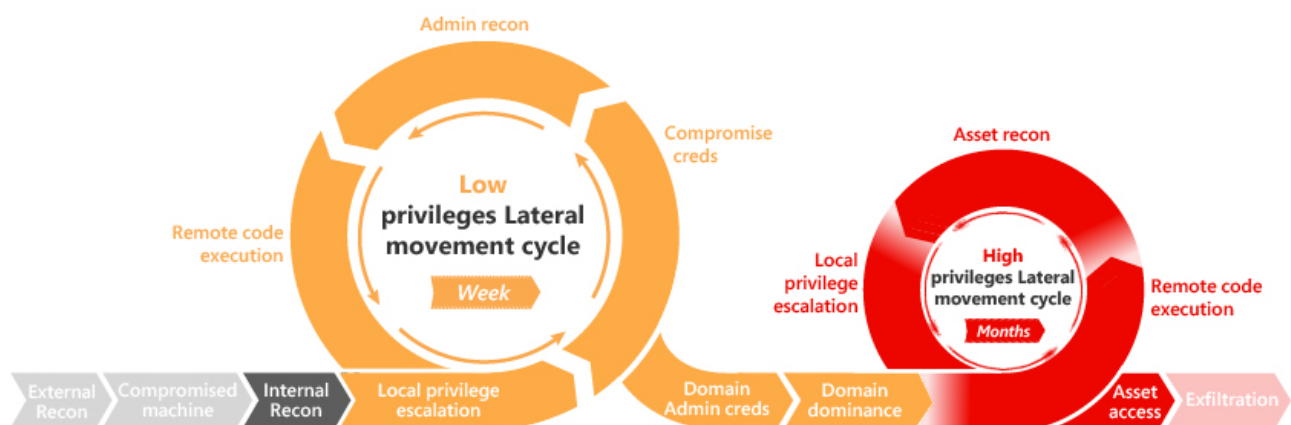 Admin recon
Compromise
creds
Low
privileges Lateral
movement cycle
Week
Remote code
execution
Asset recon
High
privileges Lateral
movement cycle
Months
Local
privilege
escalation
Remote code
execution
External
Recon
Compromised
machine
Internal
Recon
Local privilege
escalation
Domain
Admin creds
Domain
dominance
Asset
access
Exfiltration